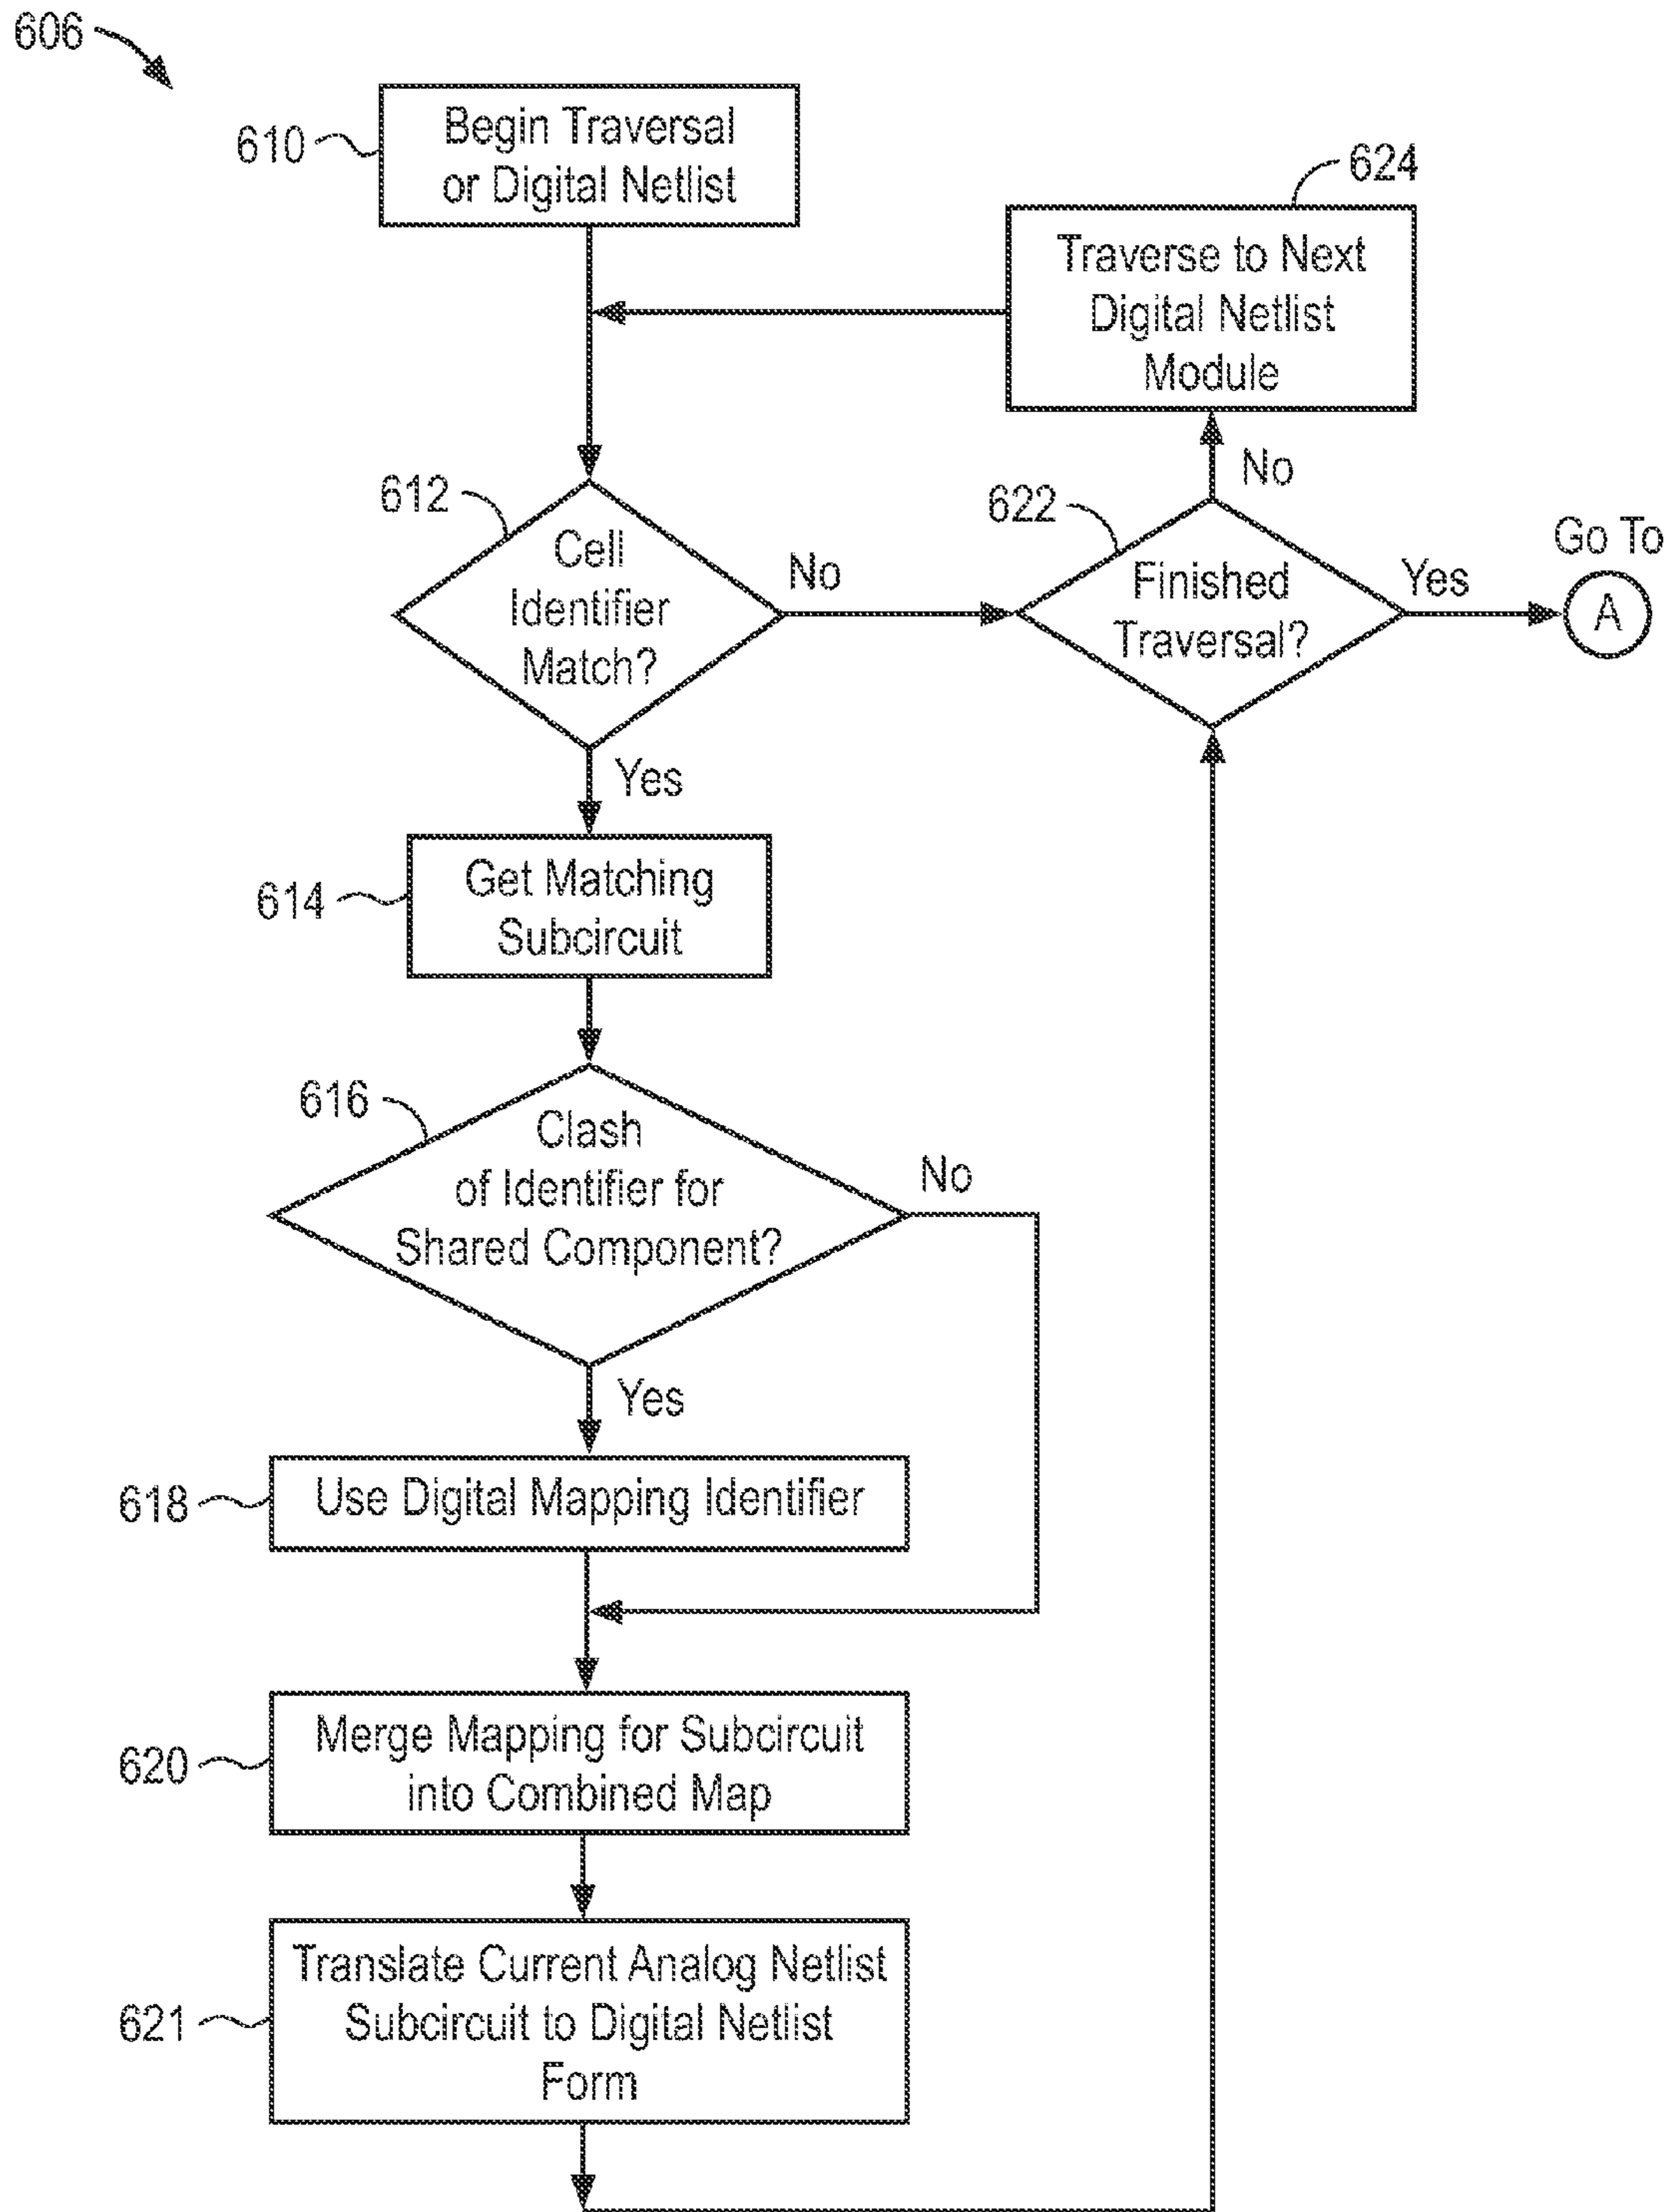 606
610
Begin Traversal
or Digital Netlist
624
Traverse to Next
Digital Netlist
Module
No
612
Cell
Identifier
Match?
No
622
Finished
Traversal?
Yes
Go To
A
Yes
614
Get Matching
Subcircuit
616
Clash
of Identifier for
Shared Component?
No
Yes
618
Use Digital Mapping Identifier
620
Merge Mapping for Subcircuit
into Combined Map
621
Translate Current Analog Netlist
Subcircuit to Digital Netlist
Form